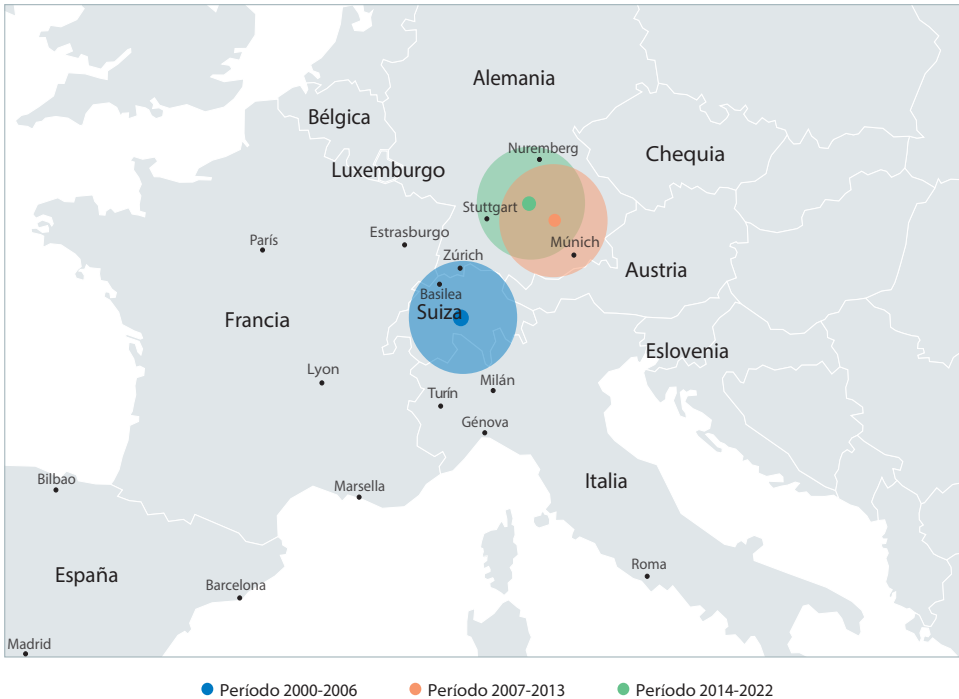 Alemania
Bélgica
Nuremberg
Chequia
Luxemburgo
Stuttgart
Estrasburgo
París
Múnich
Zúrich
Austria
Basilea
Suiza
Francia
Eslovenia
Lyon
Milán
Turín
Génova
Italia
Bilbao
Marsella
Roma
España
Barcelona
Madrid
Período 2000-2006 Período 2007-2013 Período 2014-2022